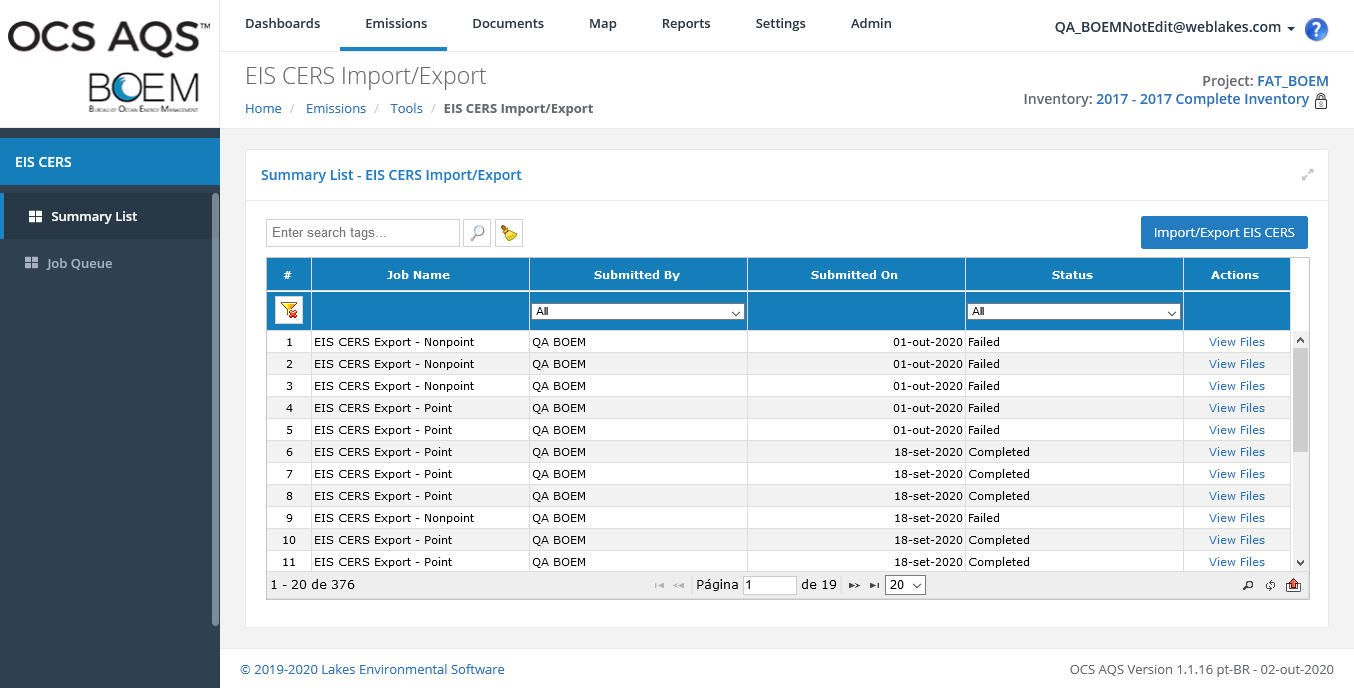 OCS AQS™
BOEM
BUREAU OF OCEAN ENERGY MANAGEMENT
Dashboards Emissions Documents Map Reports Settings Admin
QA_BOEMNotEdit@weblakes.com ?
EIS CERS Import/Export
Home / Emissions / Tools / EIS CERS Import/Export
Project: FAT_BOEM
Inventory: 2017 - 2017 Complete Inventory
EIS CERS
Summary List
Job Queue
Summary List - EIS CERS Import/Export
Enter search tags...
Import/Export EIS CERS
# Job Name Submitted By Submitted On Status Actions
All All
1 EIS CERS Export - Nonpoint QA BOEM 01-out-2020 Failed View Files
2 EIS CERS Export - Nonpoint QA BOEM 01-out-2020 Failed View Files
3 EIS CERS Export - Nonpoint QA BOEM 01-out-2020 Failed View Files
4 EIS CERS Export - Point QA BOEM 01-out-2020 Failed View Files
5 EIS CERS Export - Point QA BOEM 01-out-2020 Failed View Files
6 EIS CERS Export - Point QA BOEM 18-set-2020 Completed View Files
7 EIS CERS Export - Point QA BOEM 18-set-2020 Completed View Files
8 EIS CERS Export - Point QA BOEM 18-set-2020 Completed View Files
9 EIS CERS Export - Nonpoint QA BOEM 18-set-2020 Failed View Files
10 EIS CERS Export - Point QA BOEM 18-set-2020 Completed View Files
11 EIS CERS Export - Point QA BOEM 18-set-2020 Completed View Files
1 - 20 de 376 Página 1 de 19 20
© 2019-2020 Lakes Environmental Software
OCS AQS Version 1.1.16 pt-BR - 02-out-2020